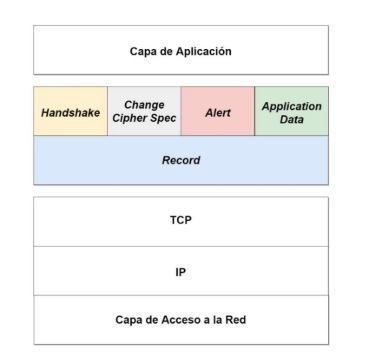 Capa de Aplicación
Handshake
Change
Cipher Spec
Alert
Application
Data
Record
TCP
IP
Capa de Acceso a la Red